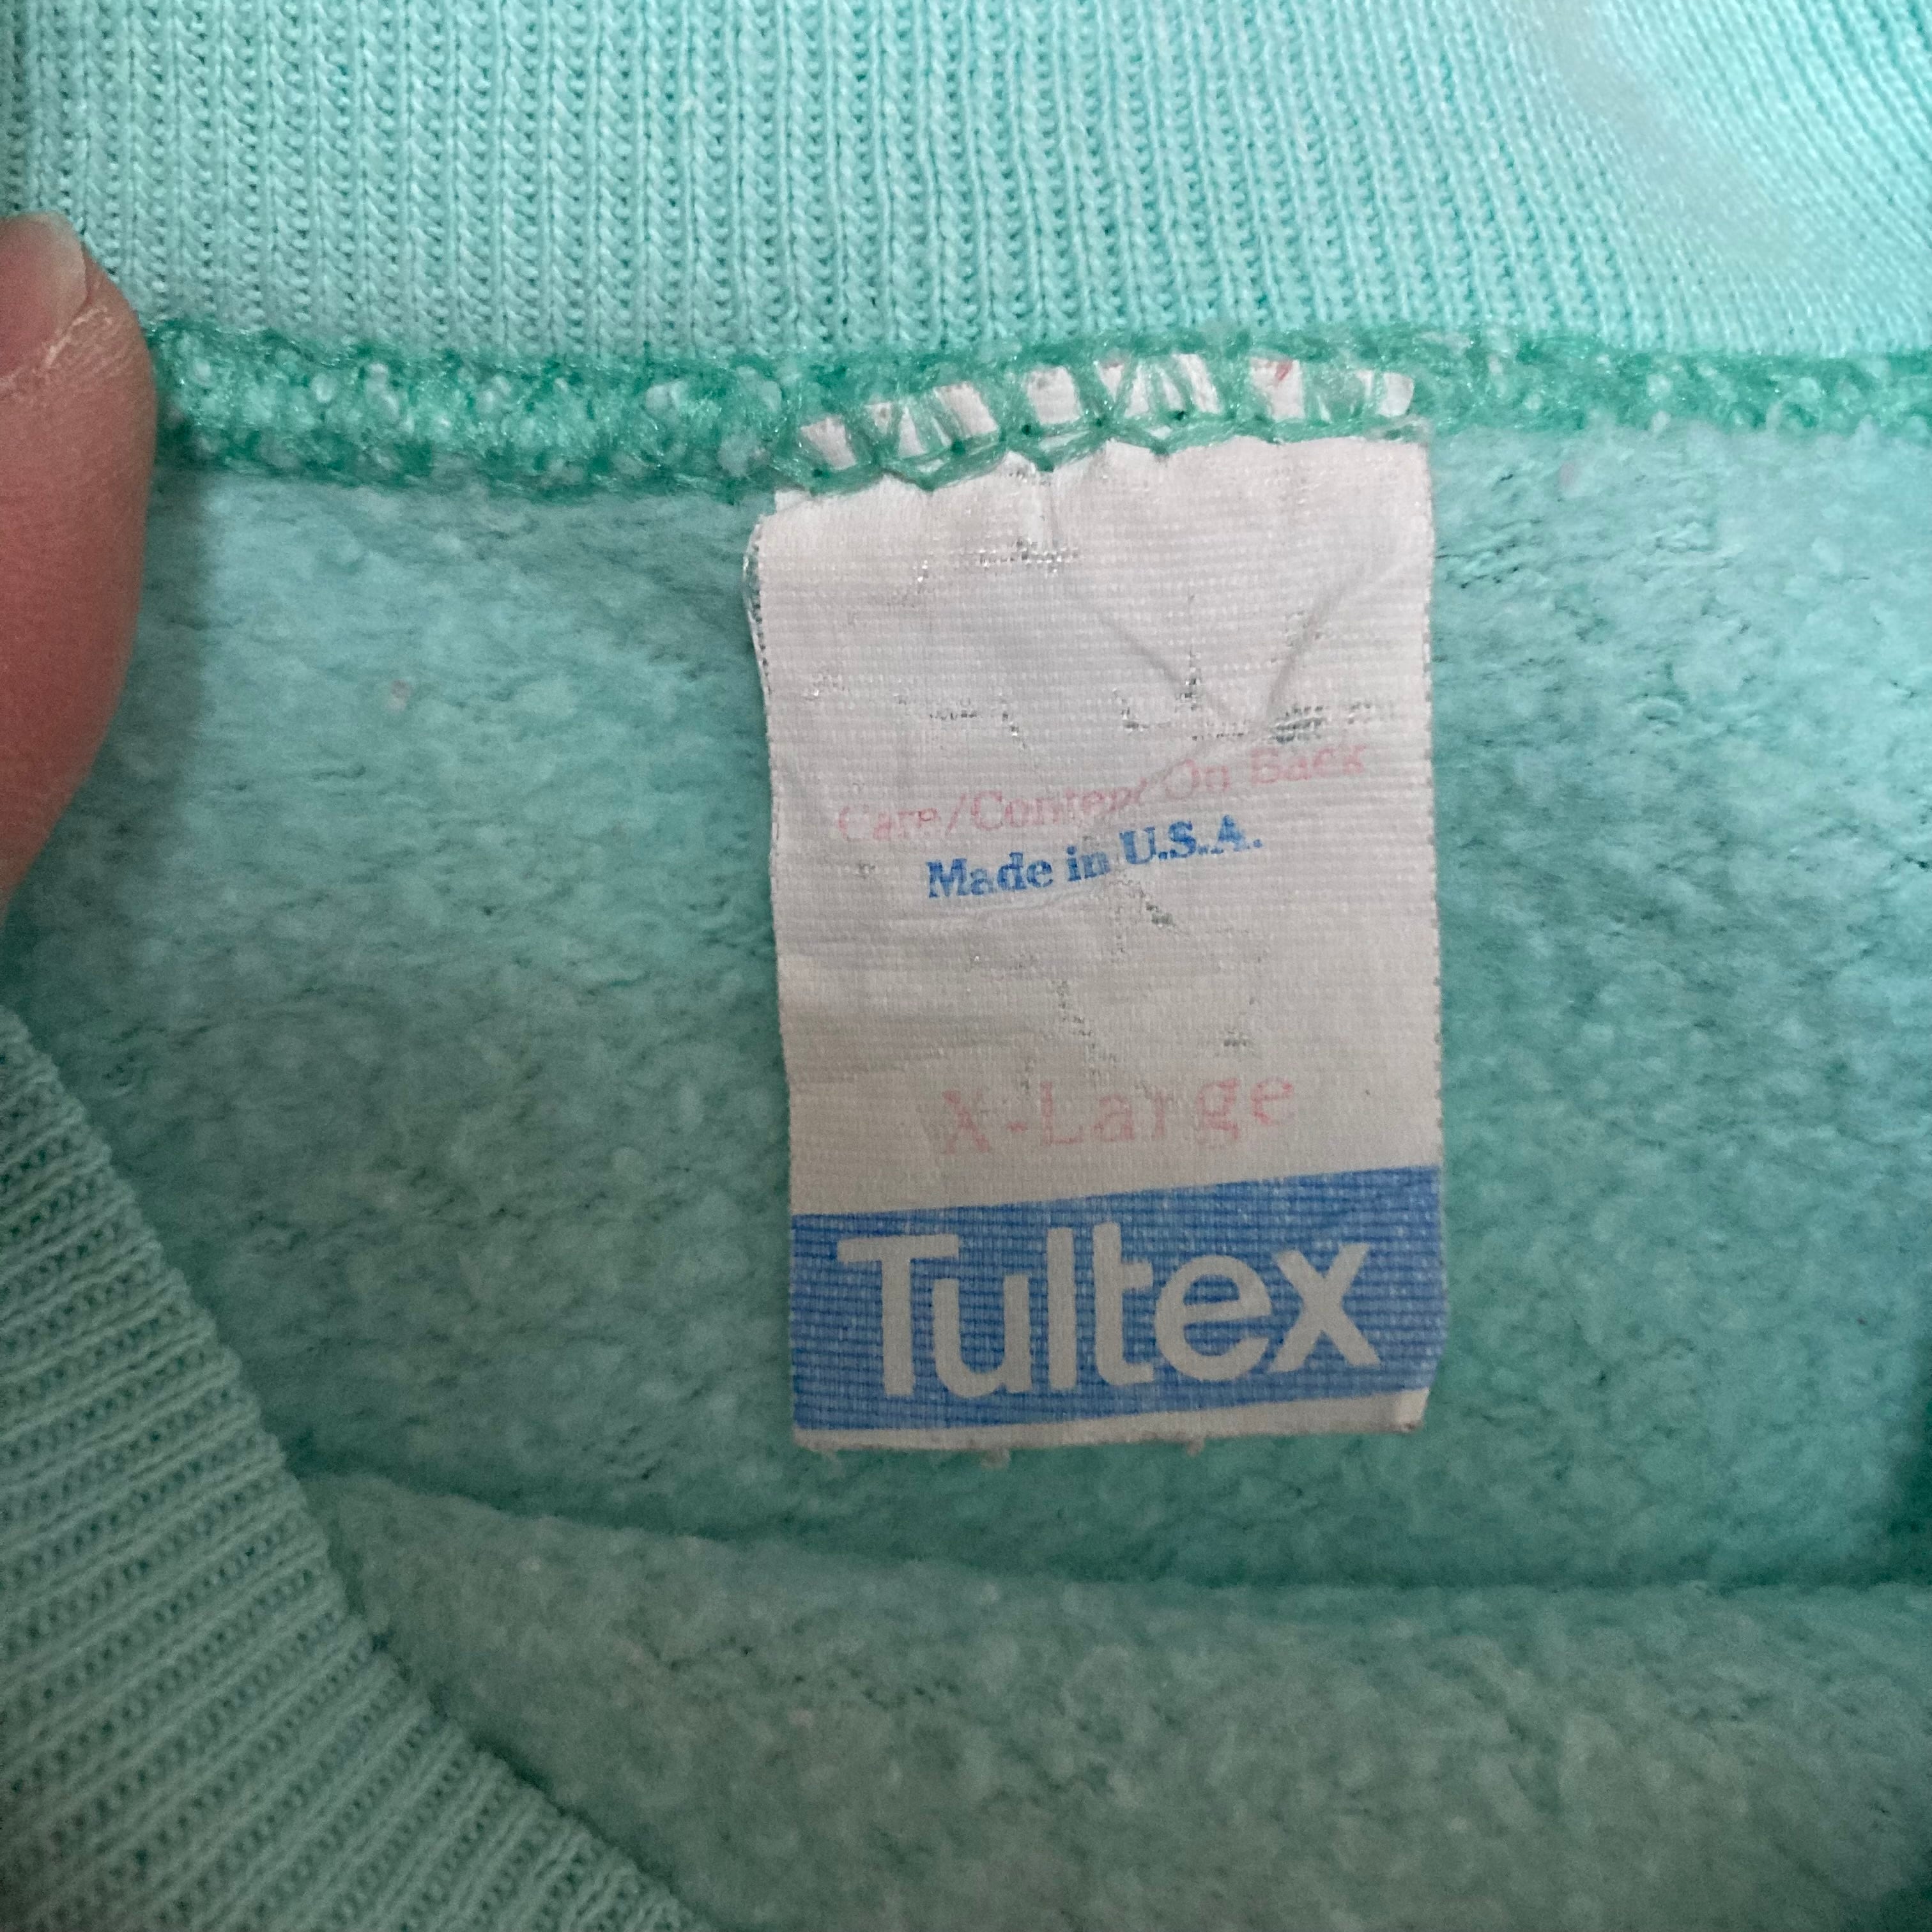 Care/Content On Back
Made in U.S.A.
X-Large
Tultex